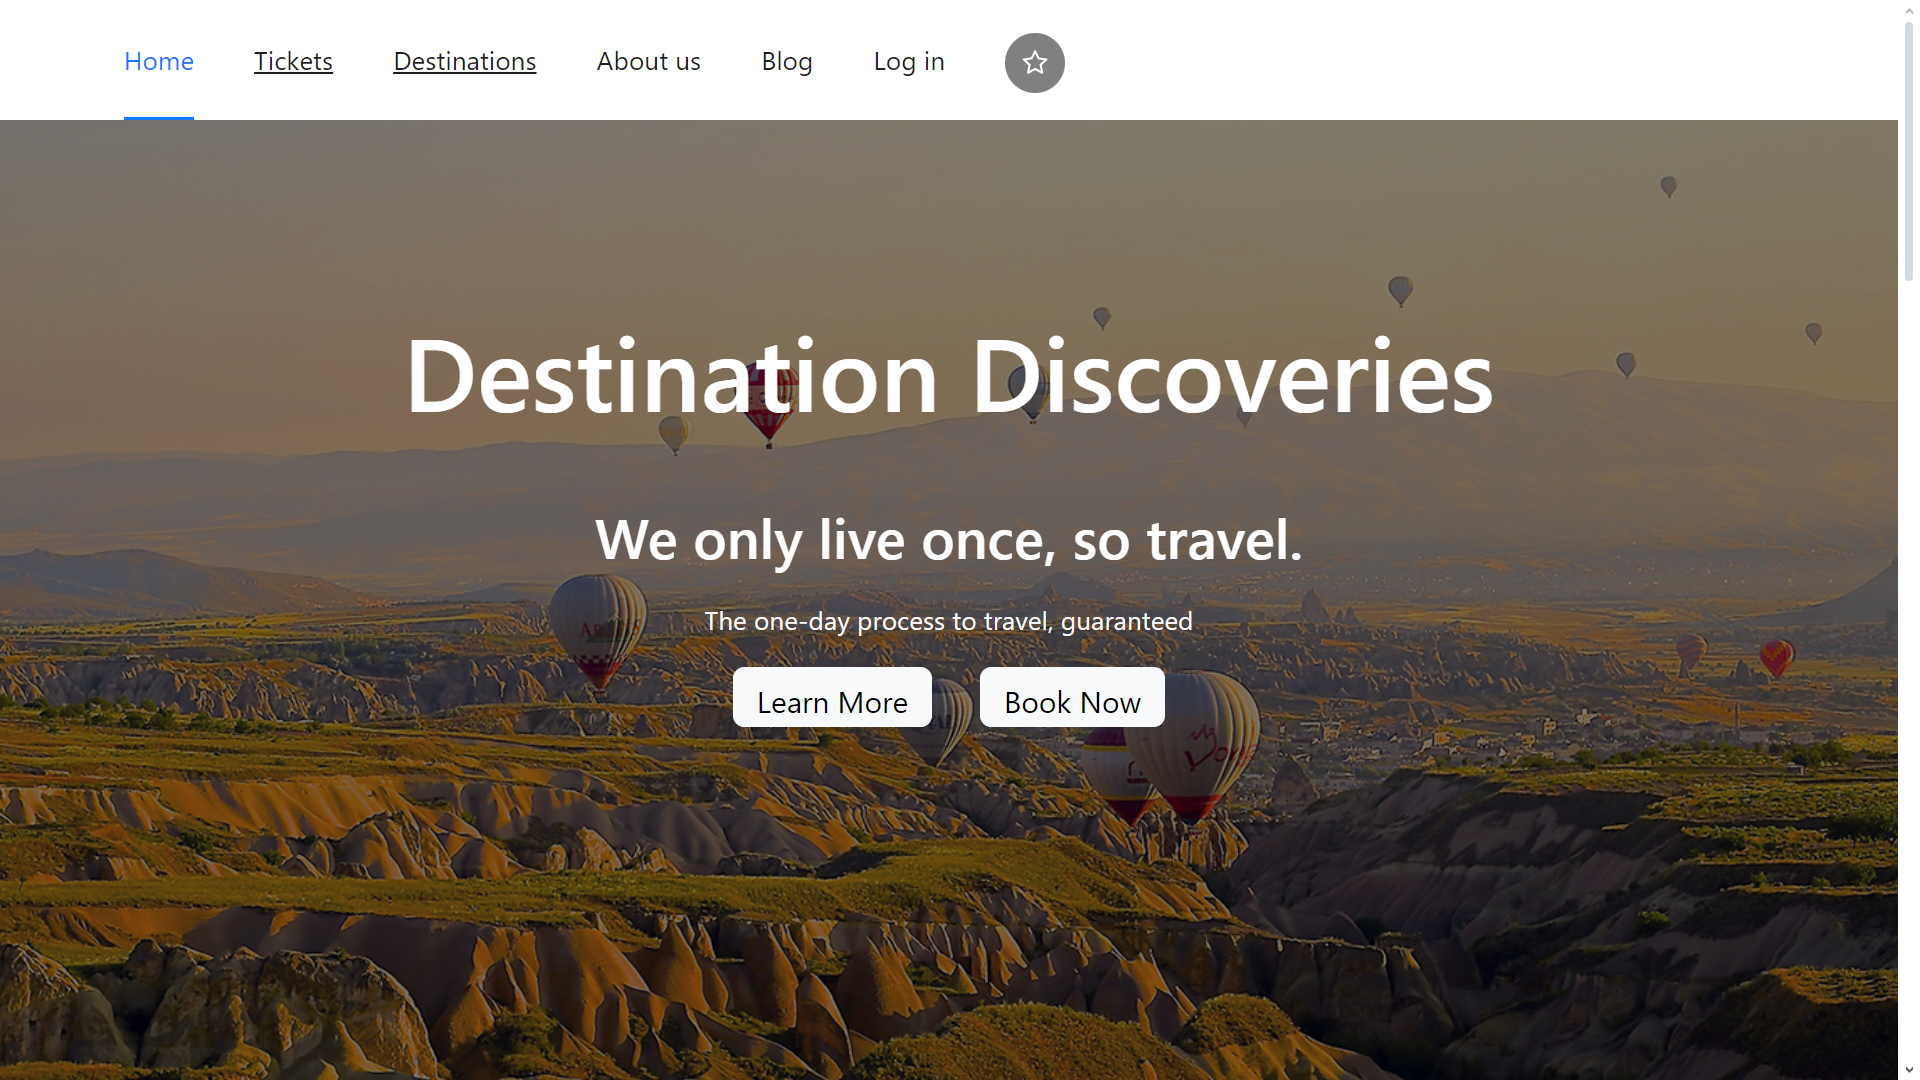 Home Tickets Destinations About us Blog Log in
Destination Discoveries
We only live once, so travel.
The one-day process to travel, guaranteed
Learn More Book Now